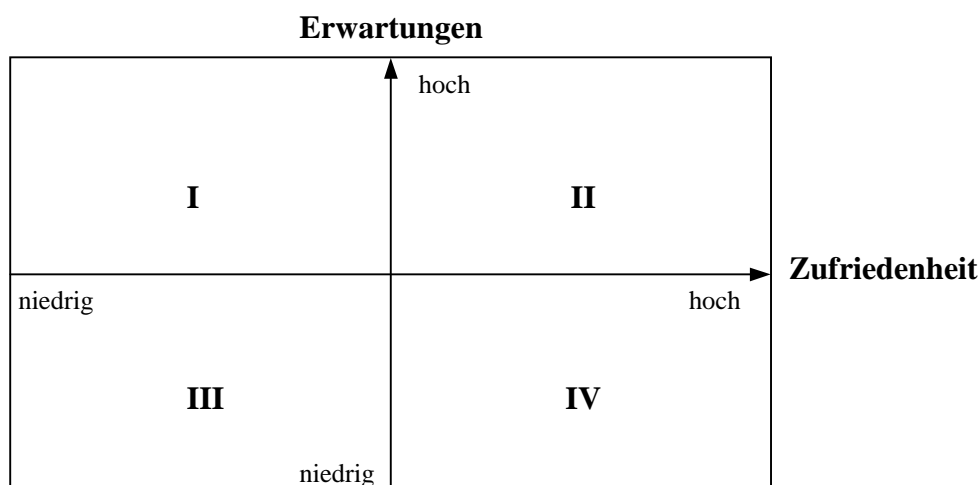 Erwartungen
hoch
I
II
Zufriedenheit
niedrig
hoch
III
IV
niedrig